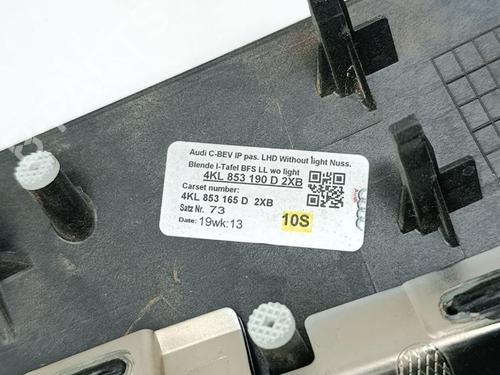 Audi C-BEV IP pas. LHD Without light Nuss.
Blende I-Tafel BFS LL wo light
4KL 853 190 D 2XB
Carset number:
4KL 853 165 D 2XB
Satz Nr. 73
Date: 19wk:13
10S